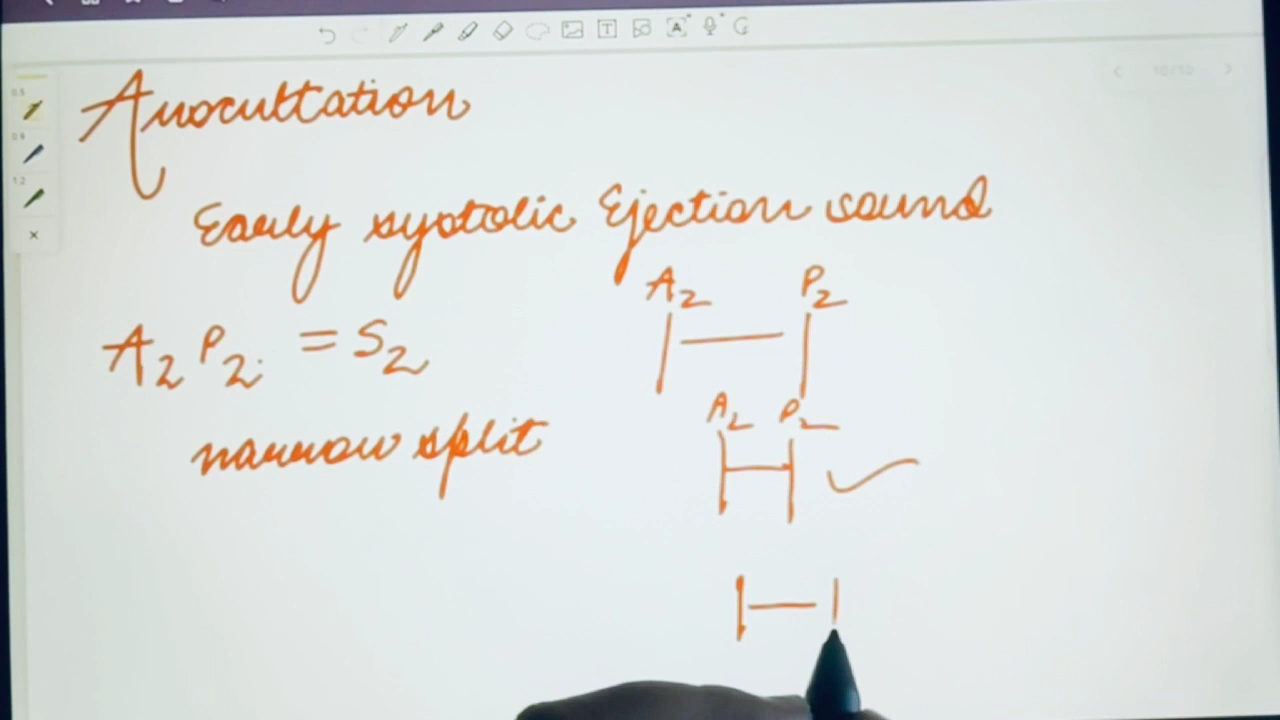 Auscultation
Early systolic Ejection sound
A2 P2
A2 P2. = S2
A2 P2
narrow split